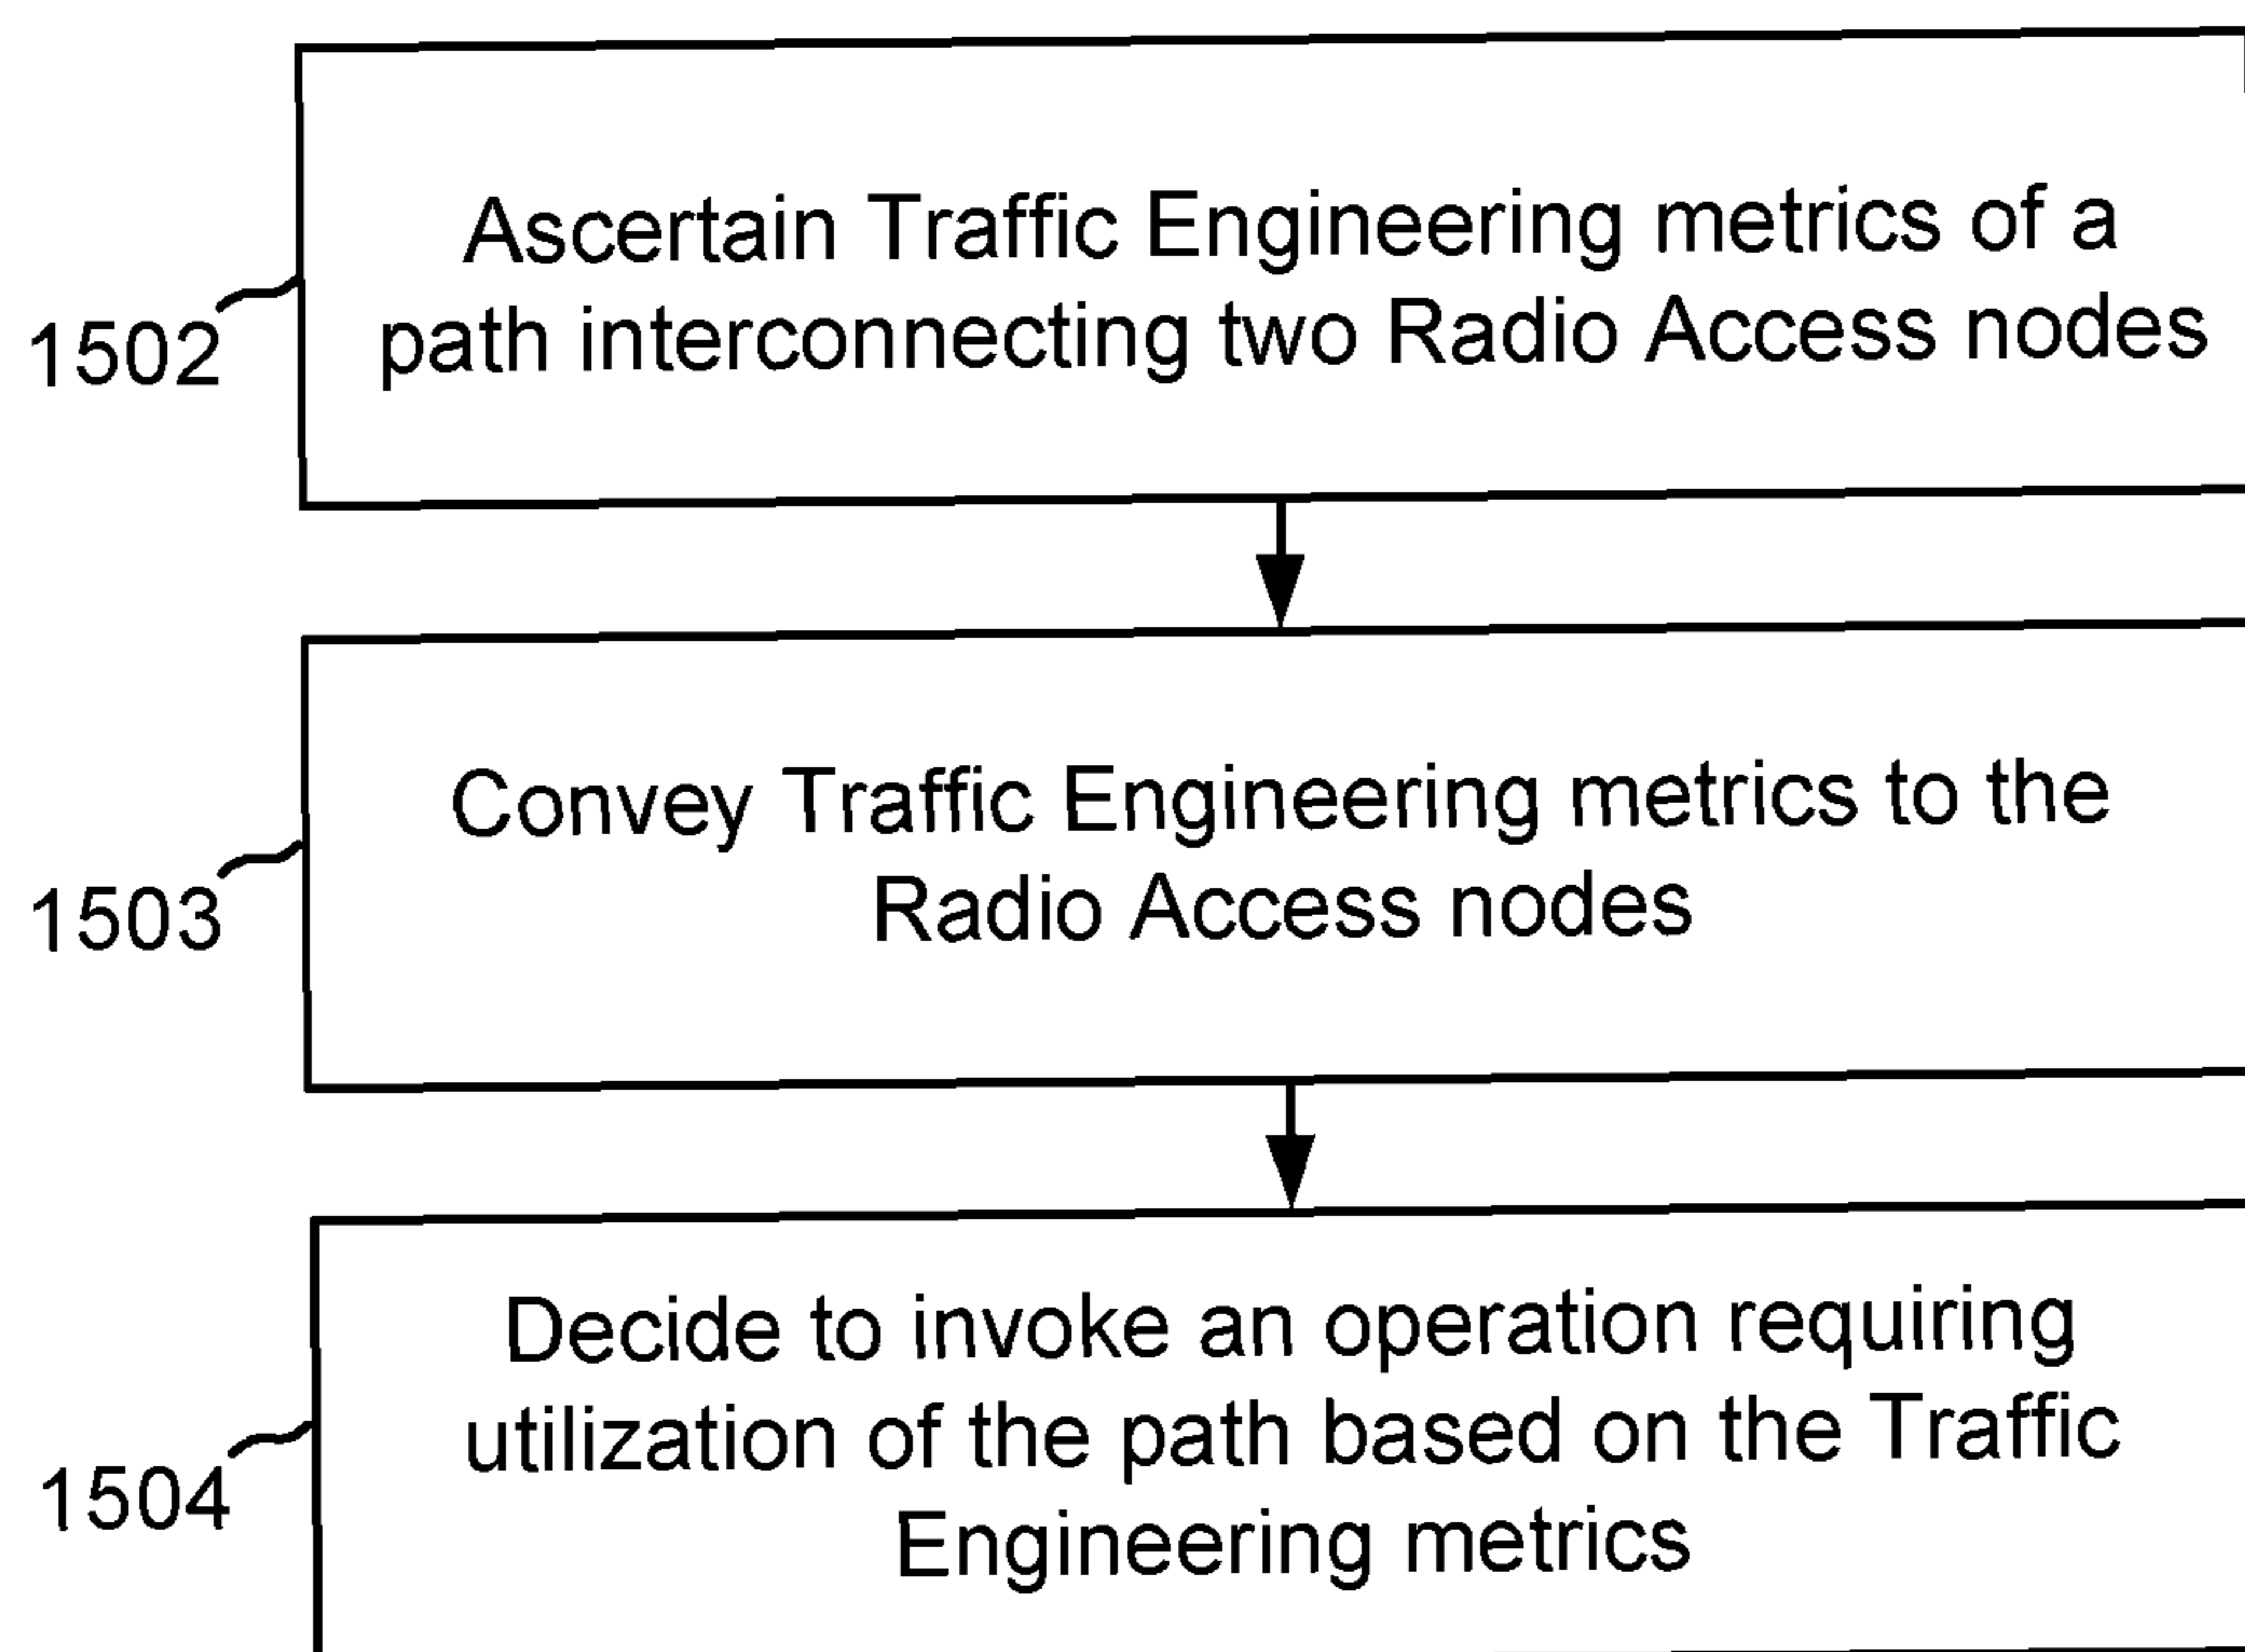 Ascertain Traffic Engineering metrics of a
path interconnecting two Radio Access nodes
1502
Convey Traffic Engineering metrics to the
Radio Access nodes
1503
Decide to invoke an operation requiring
utilization of the path based on the Traffic
Engineering metrics
1504